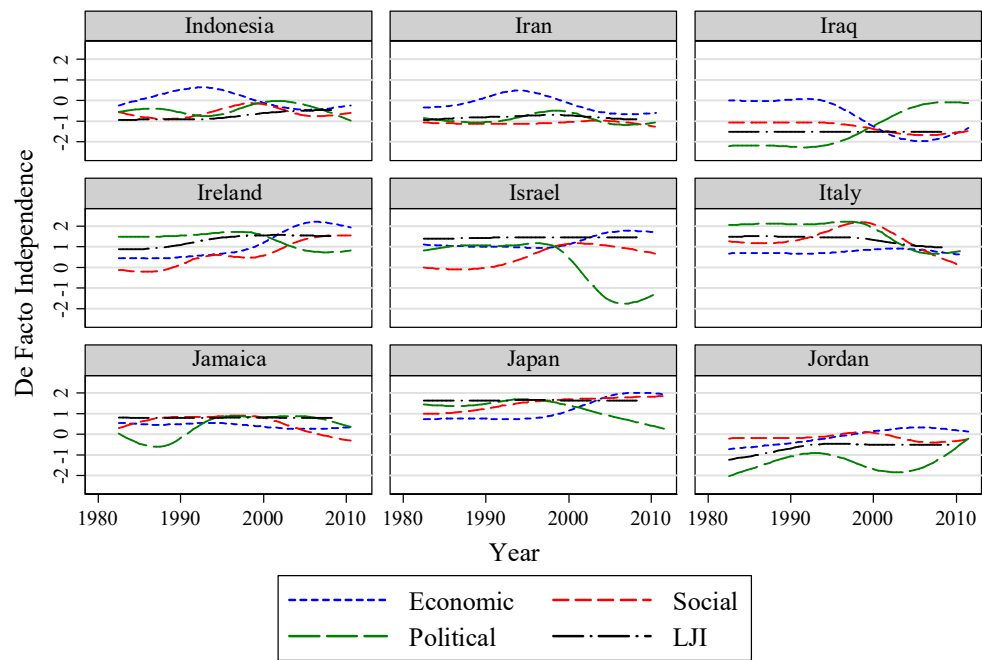 Indonesia Iran Iraq
2
1
0
-1
-2
Ireland Israel Italy
2
1
0
-1
-2
Jamaica Japan Jordan
2
1
0
-1
-2
1980 1990 2000 2010 1980 1990 2000 2010 1980 1990 2000 2010
De Facto Independence
Year
Economic Social
Political LJI